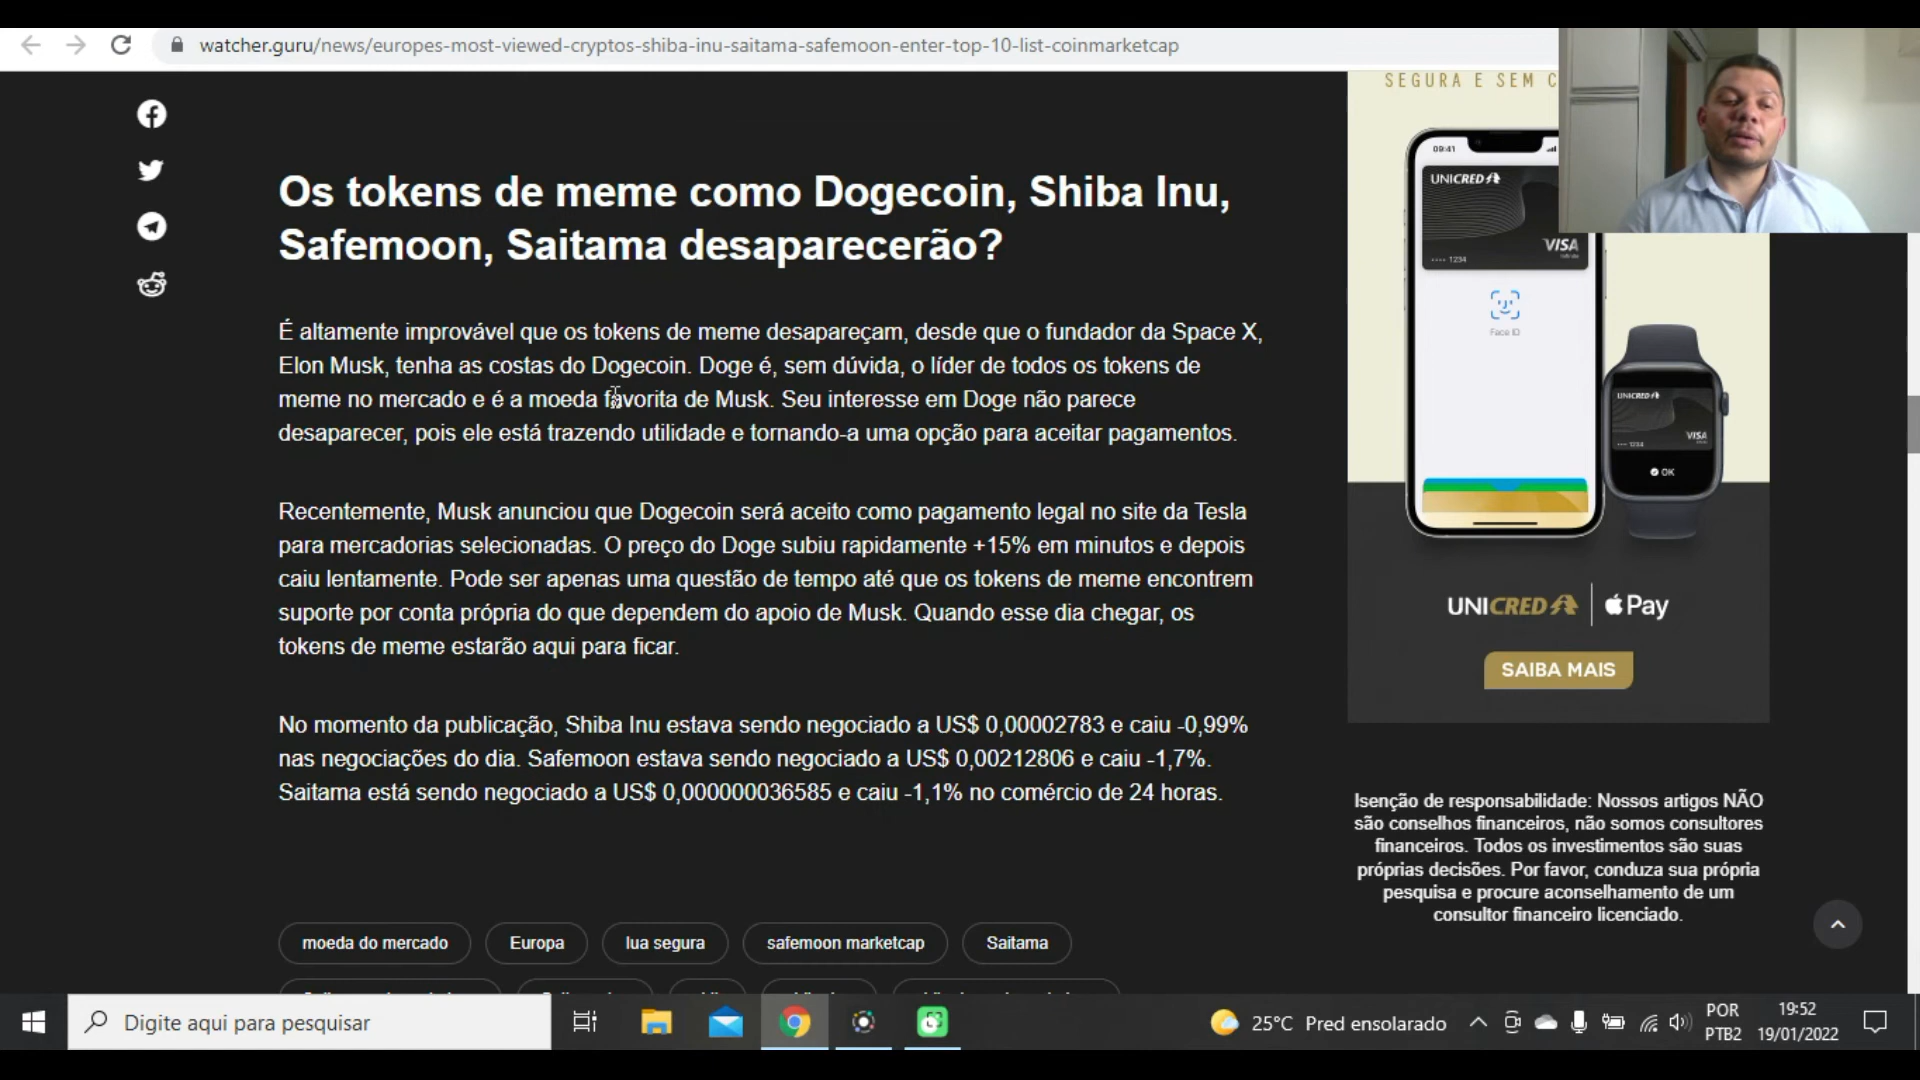 watcher.guru/news/europes-most-viewed-cryptos-shiba-inu-saitama-safemoon-enter-top-10-list-coinmarketcap
SEGURA E SEM C
Os tokens de meme como Dogecoin, Shiba Inu,
Safemoon, Saitama desaparecerão?
É altamente improvável que os tokens de meme desapareçam, desde que o fundador da Space X,
Elon Musk, tenha as costas do Dogecoin. Doge é, sem dúvida, o líder de todos os tokens de
meme no mercado e é a moeda favorita de Musk. Seu interesse em Doge não parece
desaparecer, pois ele está trazendo utilidade e tornando-a uma opção para aceitar pagamentos.
Recentemente, Musk anunciou que Dogecoin será aceito como pagamento legal no site da Tesla
para mercadorias selecionadas. O preço do Doge subiu rapidamente +15% em minutos e depois
caiu lentamente. Pode ser apenas uma questão de tempo até que os tokens de meme encontrem
suporte por conta própria do que dependem do apoio de Musk. Quando esse dia chegar, os
tokens de meme estarão aqui para ficar.
No momento da publicação, Shiba Inu estava sendo negociado a US$ 0,00002783 e caiu -0,99%
nas negociações do dia. Safemoon estava sendo negociado a US$ 0,00212806 e caiu -1,7%.
Saitama está sendo negociado a US$ 0,000000036585 e caiu -1,1% no comércio de 24 horas.
moeda do mercado Europa lua segura safemoon marketcap Saitama
09:41
UNICRED
VISA
1234
Face ID
UNICRED
VISA
1234
OK
UNICRED Pay
SAIBA MAIS
Isenção de responsabilidade: Nossos artigos NÃO
são conselhos financeiros, não somos consultores
financeiros. Todos os investimentos são suas
próprias decisões. Por favor, conduza sua própria
pesquisa e procure aconselhamento de um
consultor financeiro licenciado.
Digite aqui para pesquisar
25°C Pred ensolarado
POR
PTB2
19:52
19/01/2022